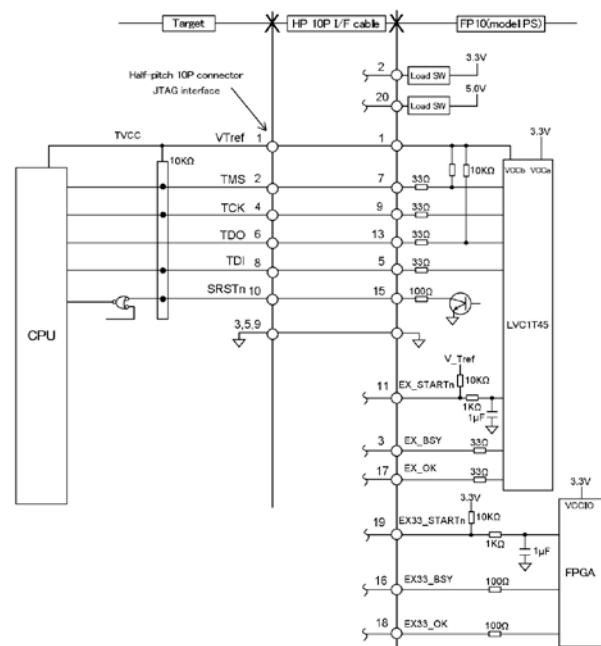 Target HP 10P I/F cable FP10(model PS)
3.3V
2 Load SW
5.0V
20 Load SW
Half-pitch 10P connector
JTAG interface
TVCC VTref 1 1 3.3V
10KΩ 10KΩ VCCb VCCa
TMS 2 7 33Ω
TCK 4 9 33Ω
TDO 6 13 33Ω
TDI 8 5 33Ω
SRSTn 10 15 100Ω
CPU 3,5,9 LVC1T45
V_Tref
10KΩ
11 EX_STARTn
1KΩ
1μF
3 EX_BSY 33Ω
17 EX_OK 33Ω
3.3V 3.3V
VCCIO
19 EX33_STARTn 10KΩ
1KΩ 1μF
FPGA
16 EX33_BSY 100Ω
18 EX33_OK 100Ω